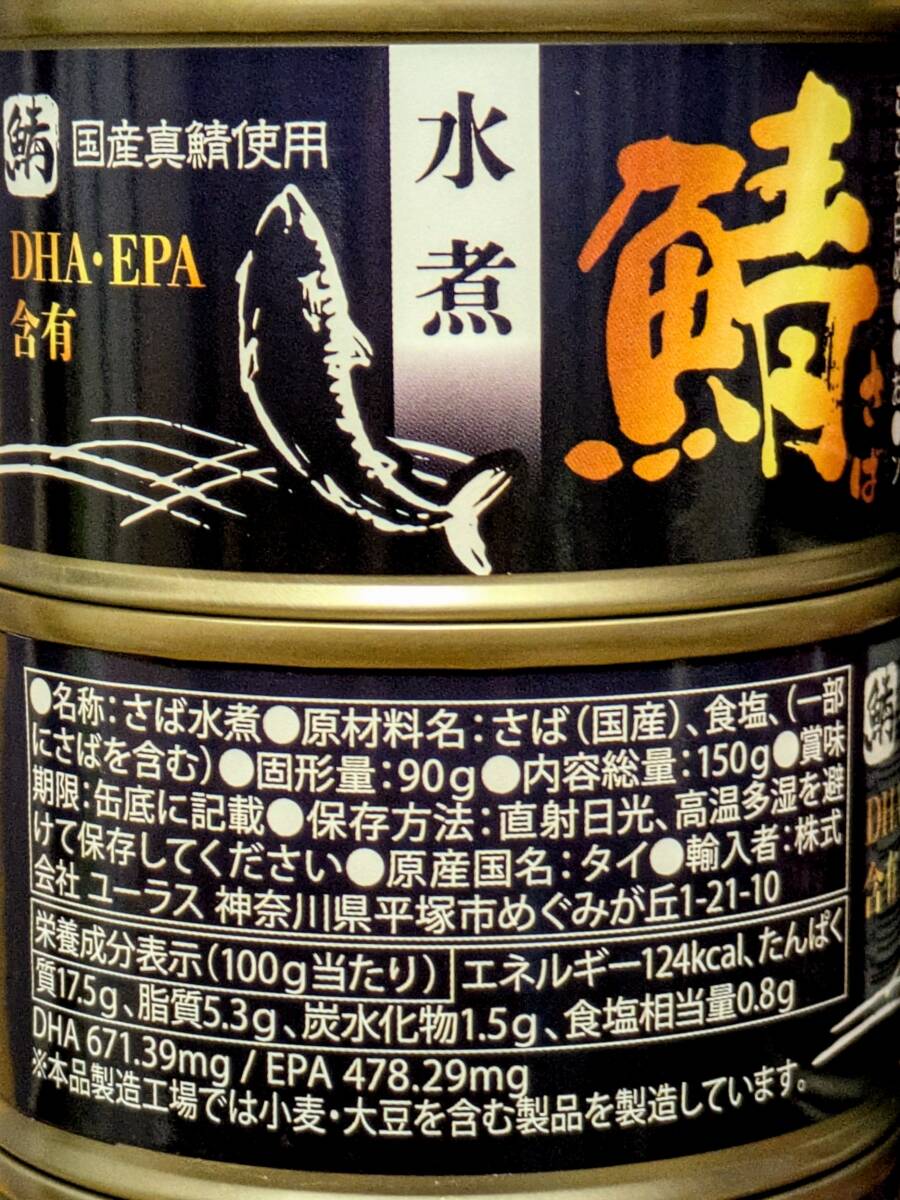 鯖
国産真鯖使用
DHA・EPA
含有
水煮
鯖
さば
●名称:さば水煮●原材料名:さば(国産)、食塩、(一部
にさばを含む)●固形量:90g●内容総量:150g●賞味
期限:缶底に記載●保存方法:直射日光、高温多湿を避
けて保存してください●原産国名:タイ●輸入者:株式
会社 ユーラス 神奈川県平塚市めぐみが丘1-21-10
栄養成分表示(100g当たり) エネルギー124kcal、たんぱく
質17.5g、脂質5.3g、炭水化物1.5g、食塩相当量0.8g
DHA 671.39mg / EPA 478.29mg
※本品製造工場では小麦・大豆を含む製品を製造しています。
鯖
DH
含有